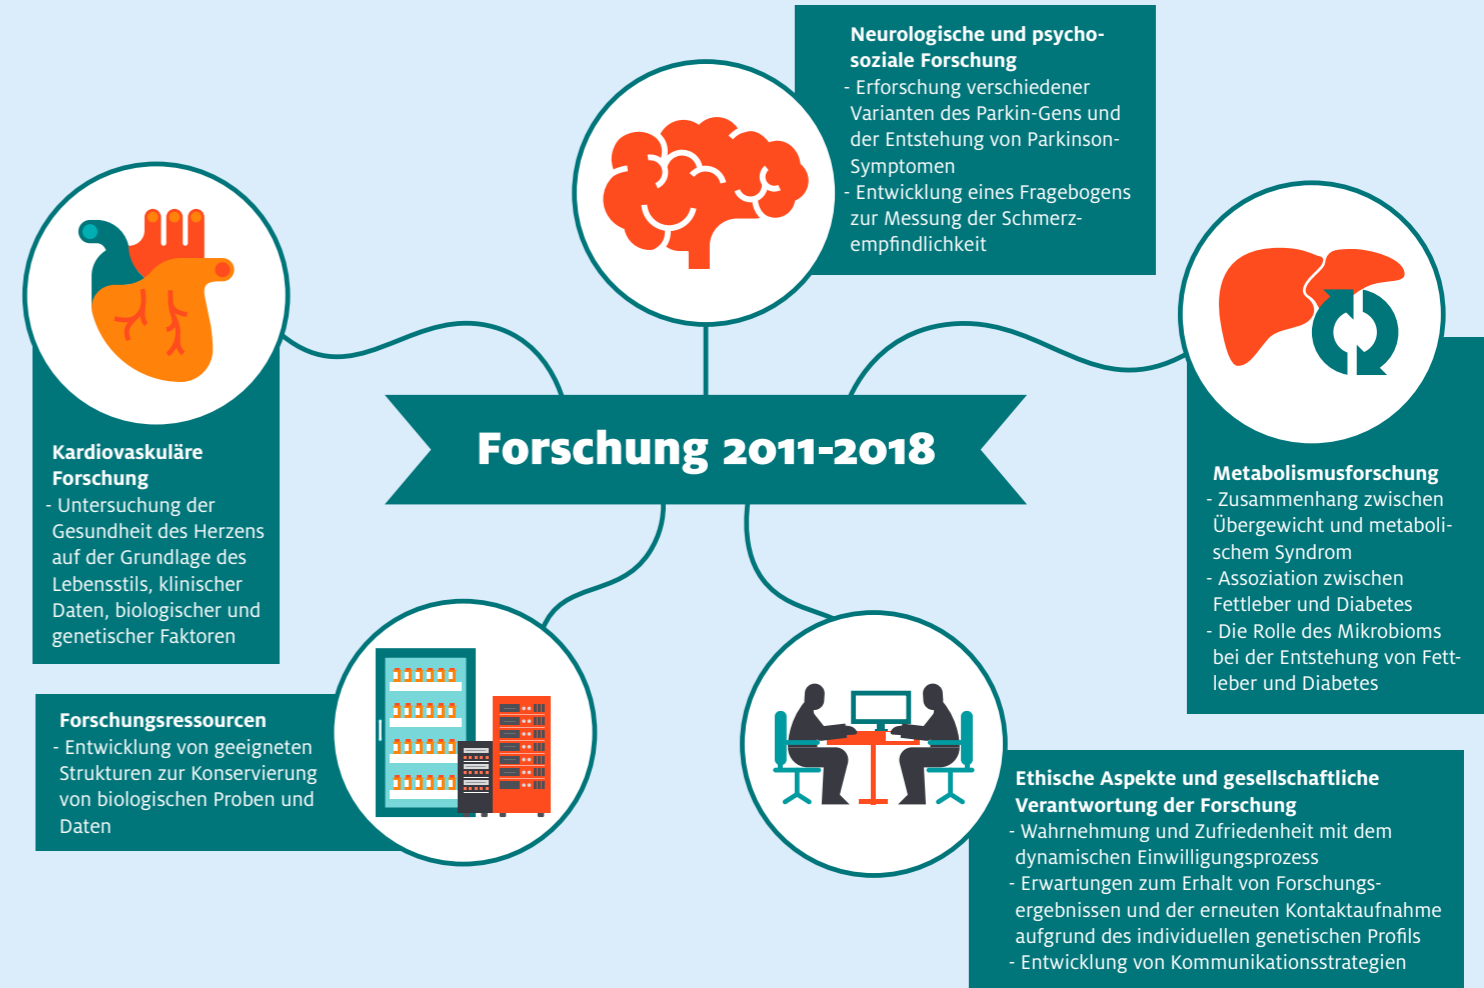 Neurologische und psycho-
soziale Forschung
- Erforschung verschiedener
Varianten des Parkin-Gens und
der Entstehung von Parkinson-
Symptomen
- Entwicklung eines Fragebogens
zur Messung der Schmerz-
empfindlichkeit
Forschung 2011-2018
Kardiovaskuläre
Forschung
- Untersuchung der
Gesundheit des Herzens
auf der Grundlage des
Lebensstils, klinischer
Daten, biologischer und
genetischer Faktoren
Metabolismusforschung
- Zusammenhang zwischen
Übergewicht und metaboli-
schem Syndrom
- Assoziation zwischen
Fettleber und Diabetes
- Die Rolle des Mikrobioms
bei der Entstehung von Fett-
leber und Diabetes
Forschungsressourcen
- Entwicklung von geeigneten
Strukturen zur Konservierung
von biologischen Proben und
Daten
Ethische Aspekte und gesellschaftliche
Verantwortung der Forschung
- Wahrnehmung und Zufriedenheit mit dem
dynamischen Einwilligungsprozess
- Erwartungen zum Erhalt von Forschungs-
ergebnissen und der erneuten Kontaktaufnahme
aufgrund des individuellen genetischen Profils
- Entwicklung von Kommunikationsstrategien